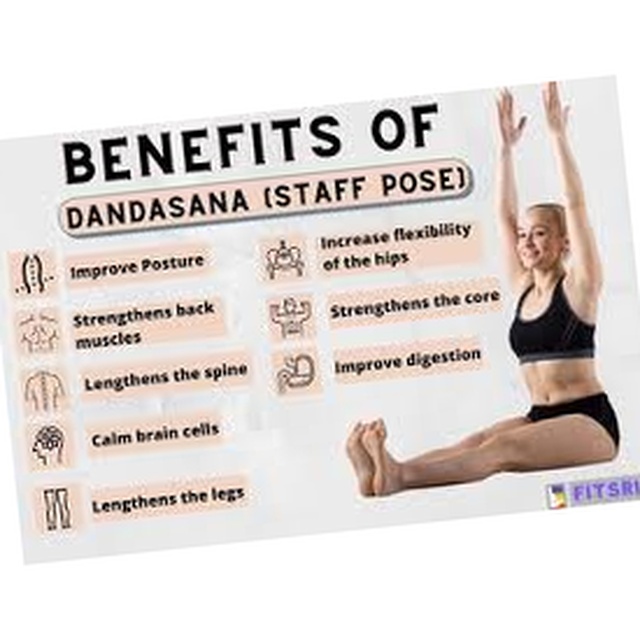 BENEFITS OF
DANDASANA (STAFF POSE)
Improve Posture
Strengthens back
muscles
Lengthens the spine
Calm brain cells
Lengthens the legs
Increase flexibility
of the hips
Strengthens the core
Improve digestion
FITSRI